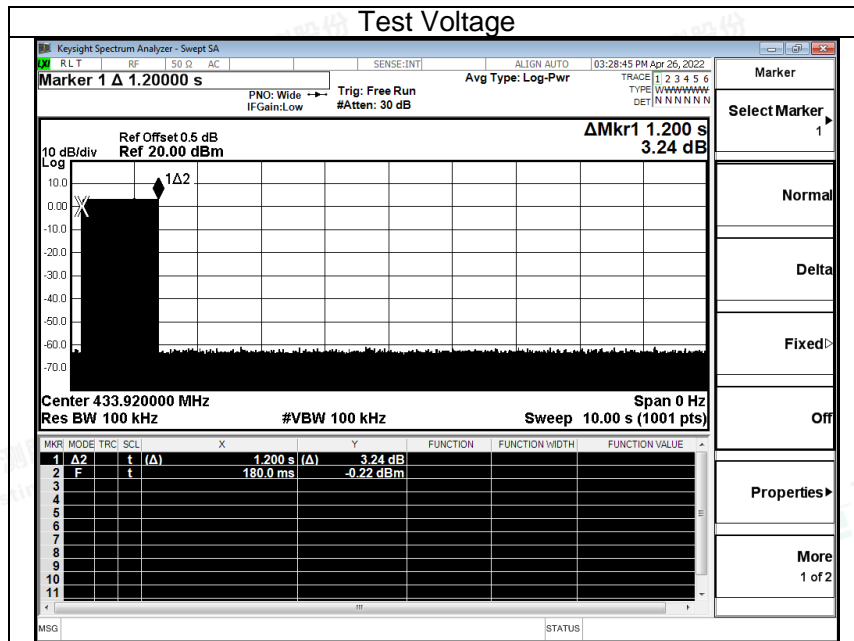 Test Voltage
Keysight Spectrum Analyzer - Swept SA
LXI RLT RF 50 Ω AC SENSE:INT ALIGN AUTO 03:28:45 PM Apr 26, 2022
Marker 1 Δ 1.20000 s
PNO: Wide
IFGain:Low
Trig: Free Run
#Atten: 30 dB
Avg Type: Log-Pwr
TRACE 1 2 3 4 5 6
TYPE WWWWWW
DET N N N N N N
Ref Offset 0.5 dB
10 dB/div Ref 20.00 dBm
Log
ΔMkr1 1.200 s
3.24 dB
1Δ2
10.0
0.00
-10.0
-20.0
-30.0
-40.0
-50.0
-60.0
-70.0
Center 433.920000 MHz Span 0 Hz
Res BW 100 kHz #VBW 100 kHz Sweep 10.00 s (1001 pts)
MKR MODE TRC SCL X Y FUNCTION FUNCTION WIDTH FUNCTION VALUE
1 Δ2 t (Δ) 1.200 s (Δ) 3.24 dB
2 F t 180.0 ms -0.22 dBm
3
4
5
6
7
8
9
10
11
MSG STATUS
Marker
Select Marker
1
Normal
Delta
Fixed
Off
Properties
More
1 of 2